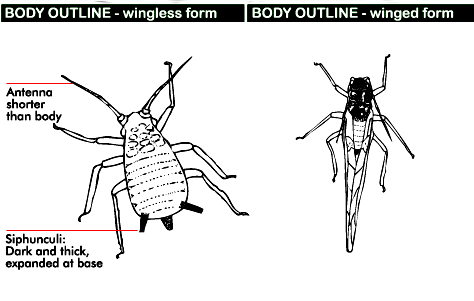 BODY OUTLINE - wingless form
BODY OUTLINE - winged form
Antenna
shorter
than body
Siphunculi:
Dark and thick,
expanded at base